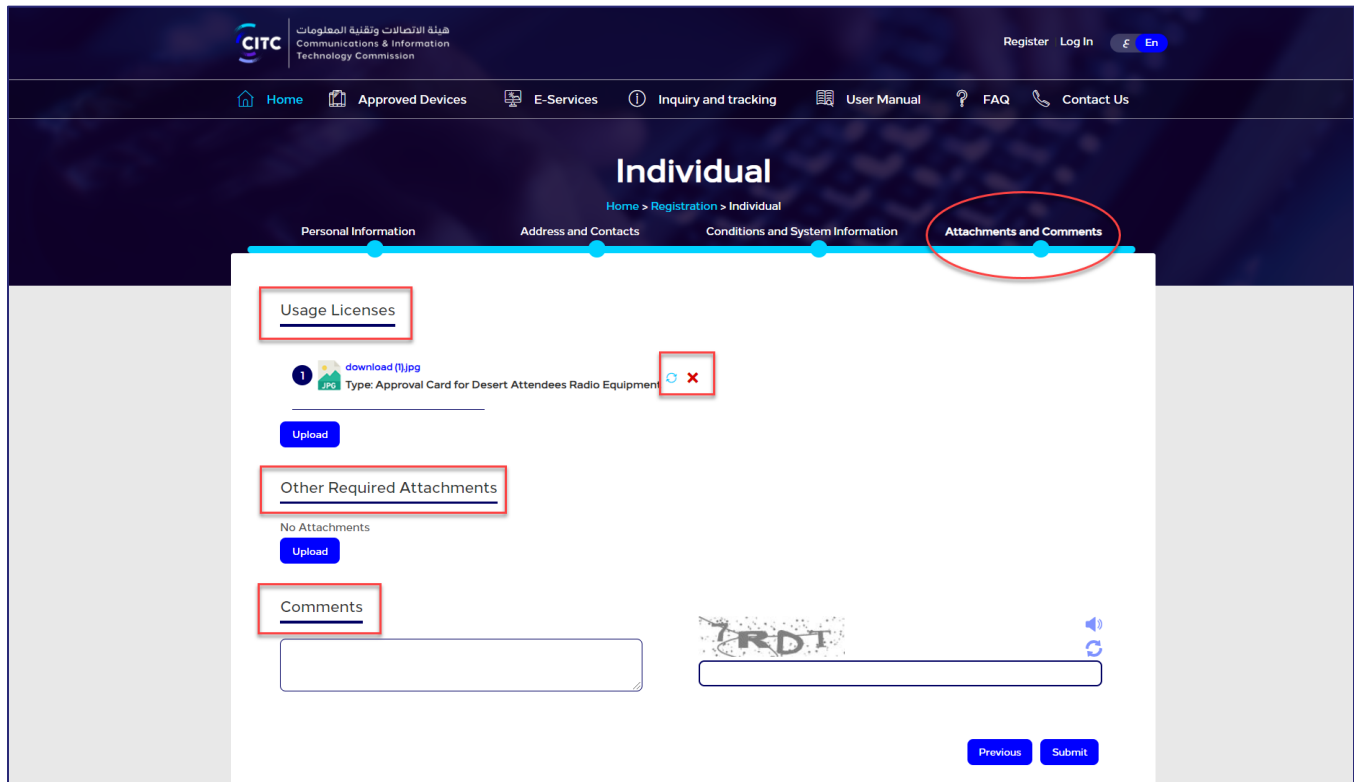 CITC
هيئة الاتصالات وتقنية المعلومات
Communications & Information
Technology Commission
Register Log In ع En
Home Approved Devices E-Services Inquiry and tracking User Manual FAQ Contact Us
Individual
Home > Registration > Individual
Personal Information Address and Contacts Conditions and System Information Attachments and Comments
Usage Licenses
1 JPG download (1).jpg
Type: Approval Card for Desert Attendees Radio Equipment
Upload
Other Required Attachments
No Attachments
Upload
Comments
7RDT
Previous Submit